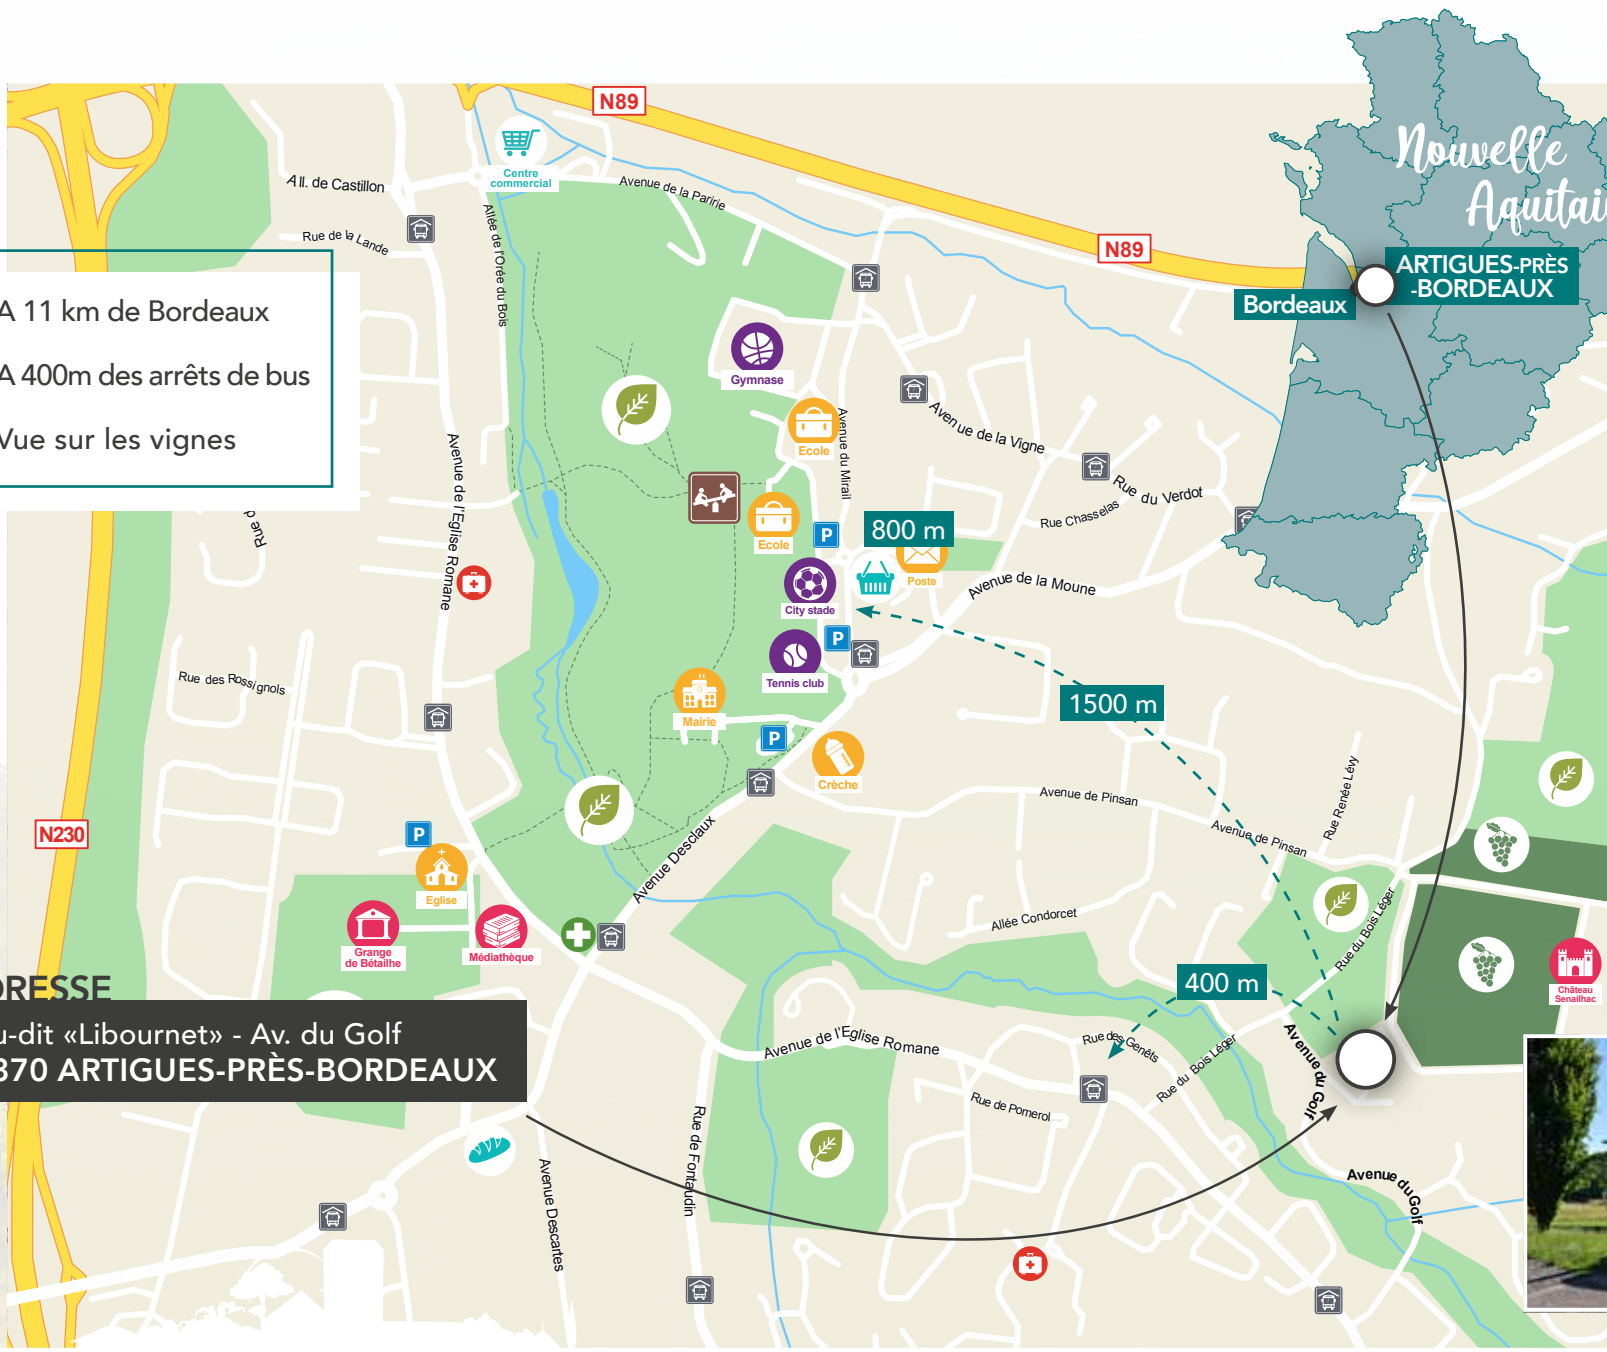 N89
Centre
commercial
All. de Castillon
Avenue de la Paririe
Nouvelle
Rue de la Lande
Allée de l'Orée du Bois
N89
ARTIGUES-PRÈS
-BORDEAUX
Bordeaux
A 11 km de Bordeaux
A 400m des arrêts de bus
Vue sur les vignes
Gymnase
Ecole
Avenue du Mirail
Avenue de la Vigne
Avenue de l'Eglise Romane
Rue du Verdot
Rue Chasselas
P
800 m
Ecole
Poste
City stade
Avenue de la Moune
P
Tennis club
Rue des Rossignols
1500 m
Mairie
P
Crèche
Avenue de Pinsan
Rue Renée Lévy
Avenue de Pinsan
N230
P
Avenue Desclaux
Eglise
Rue du Bois Léger
Allée Condorcet
Grange
de Bétailhe
Médiathèque
400 m
Château
Senailhac
«Libournet» - Av. du Golf
ARTIGUES-PRÈS-BORDEAUX
Avenue de l'Eglise Romane
Rue des Genêts
Rue du Bois Léger
Avenue du Golf
Rue de Pomerol
Rue de Fontaudin
Avenue Descartes
Avenue du Golf